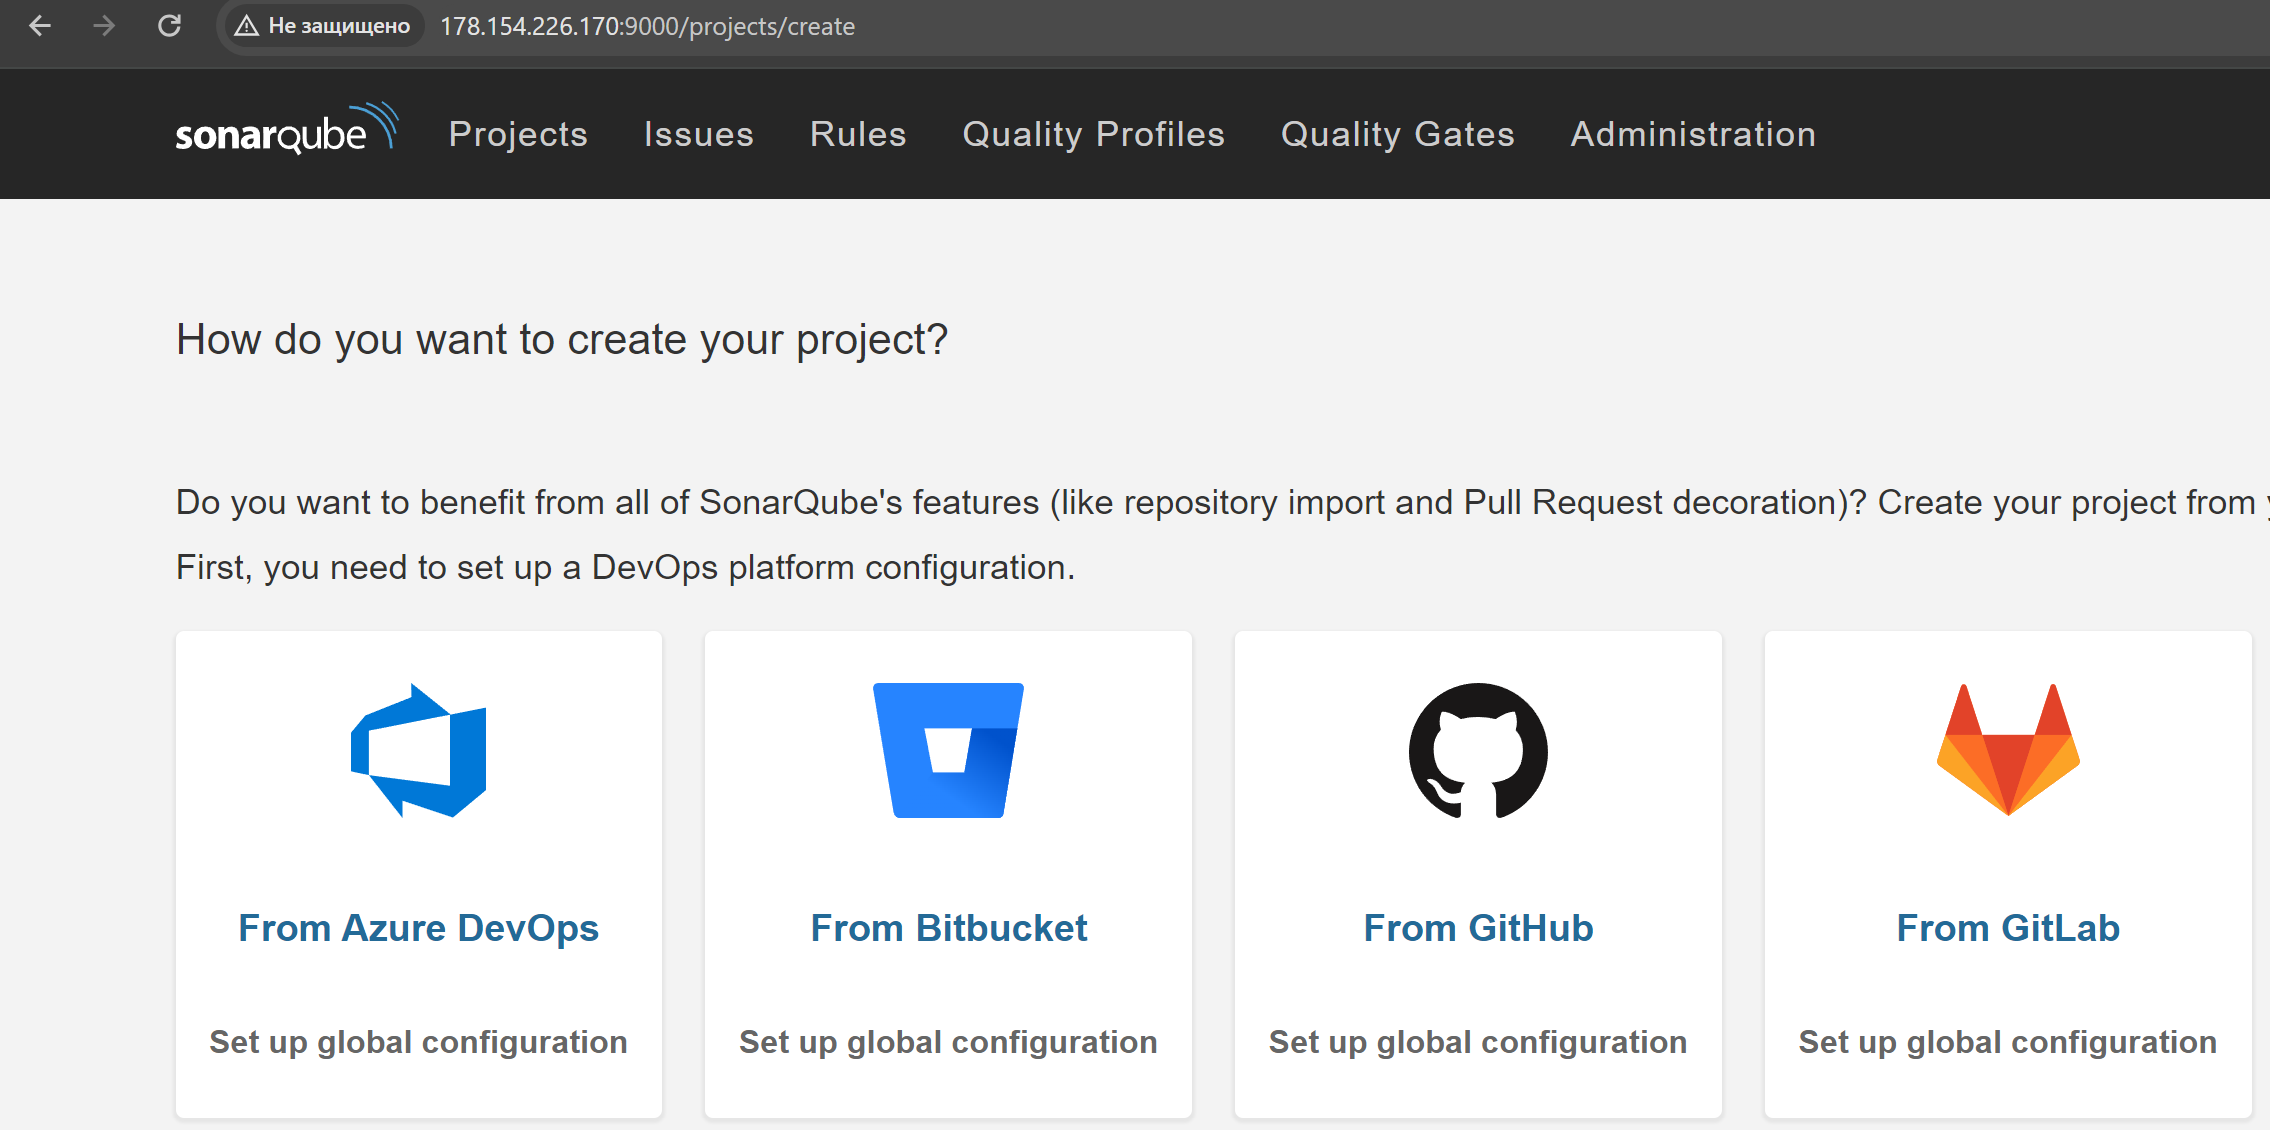 Не защищено 178.154.226.170:9000/projects/create
sonarqube Projects Issues Rules Quality Profiles Quality Gates Administration
How do you want to create your project?
Do you want to benefit from all of SonarQube's features (like repository import and Pull Request decoration)? Create your project from
First, you need to set up a DevOps platform configuration.
From Azure DevOps From Bitbucket From GitHub From GitLab
Set up global configuration Set up global configuration Set up global configuration Set up global configuration